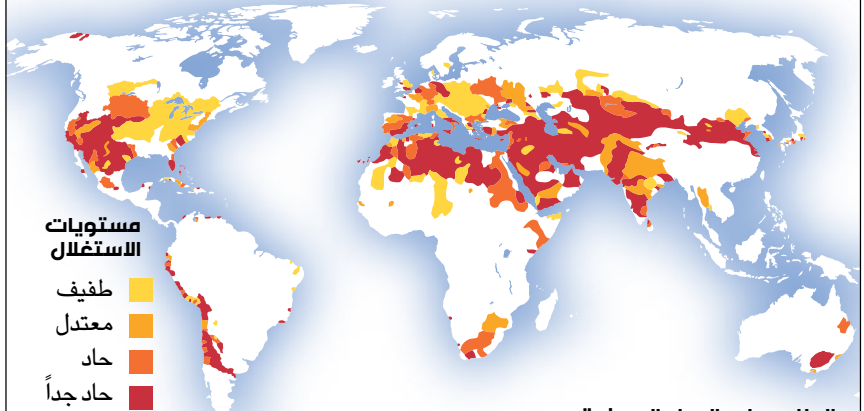 مستويات
الاستغلال
طفيف
معتدل
حاد
حاد جداً